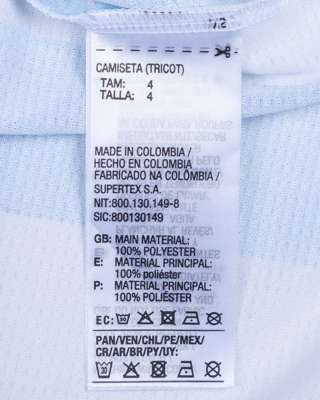 CAMISETA (TRICOT)
TAM: 4
TALLA: 4
MADE IN COLOMBIA/
HECHO EN COLOMBIA/
FABRICADO NA COLÔMBIA/
SUPERTEX S.A.
NIT:800.130.149-8
SIC:800130149
GB: MAIN MATERIAL:
100% POLYESTER
E: MATERIAL PRINCIPAL:
100% poliéster
P: MATERIAL PRINCIPAL:
100% POLIÉSTER
EC: 30
PAN/VEN/CHL/PE/MEX/
CR/AR/BR/PY/UY:
30